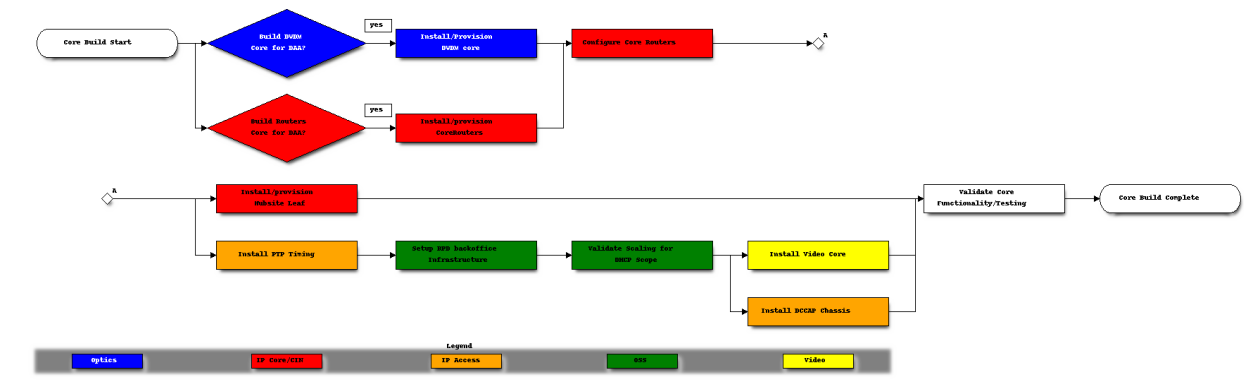 Core Build Start
Build DWDM
Core for DAA?
yes
Install/Provision
DWDM core
Configure Core Routers
A
Build Routers
Core for DAA?
yes
Install/provision
CoreRouters
A
Install/provision
Hubsite Leaf
Validate Core
Functionality/Testing
Core Build Complete
Install PTP Timing
Setup RPD backoffice
Infrastructure
Validate Scaling for
DHCP Scope
Install Video Core
Install DCCAP Chassis
Legend
Optics
IP Core/CIN
IP Access
OSS
Video